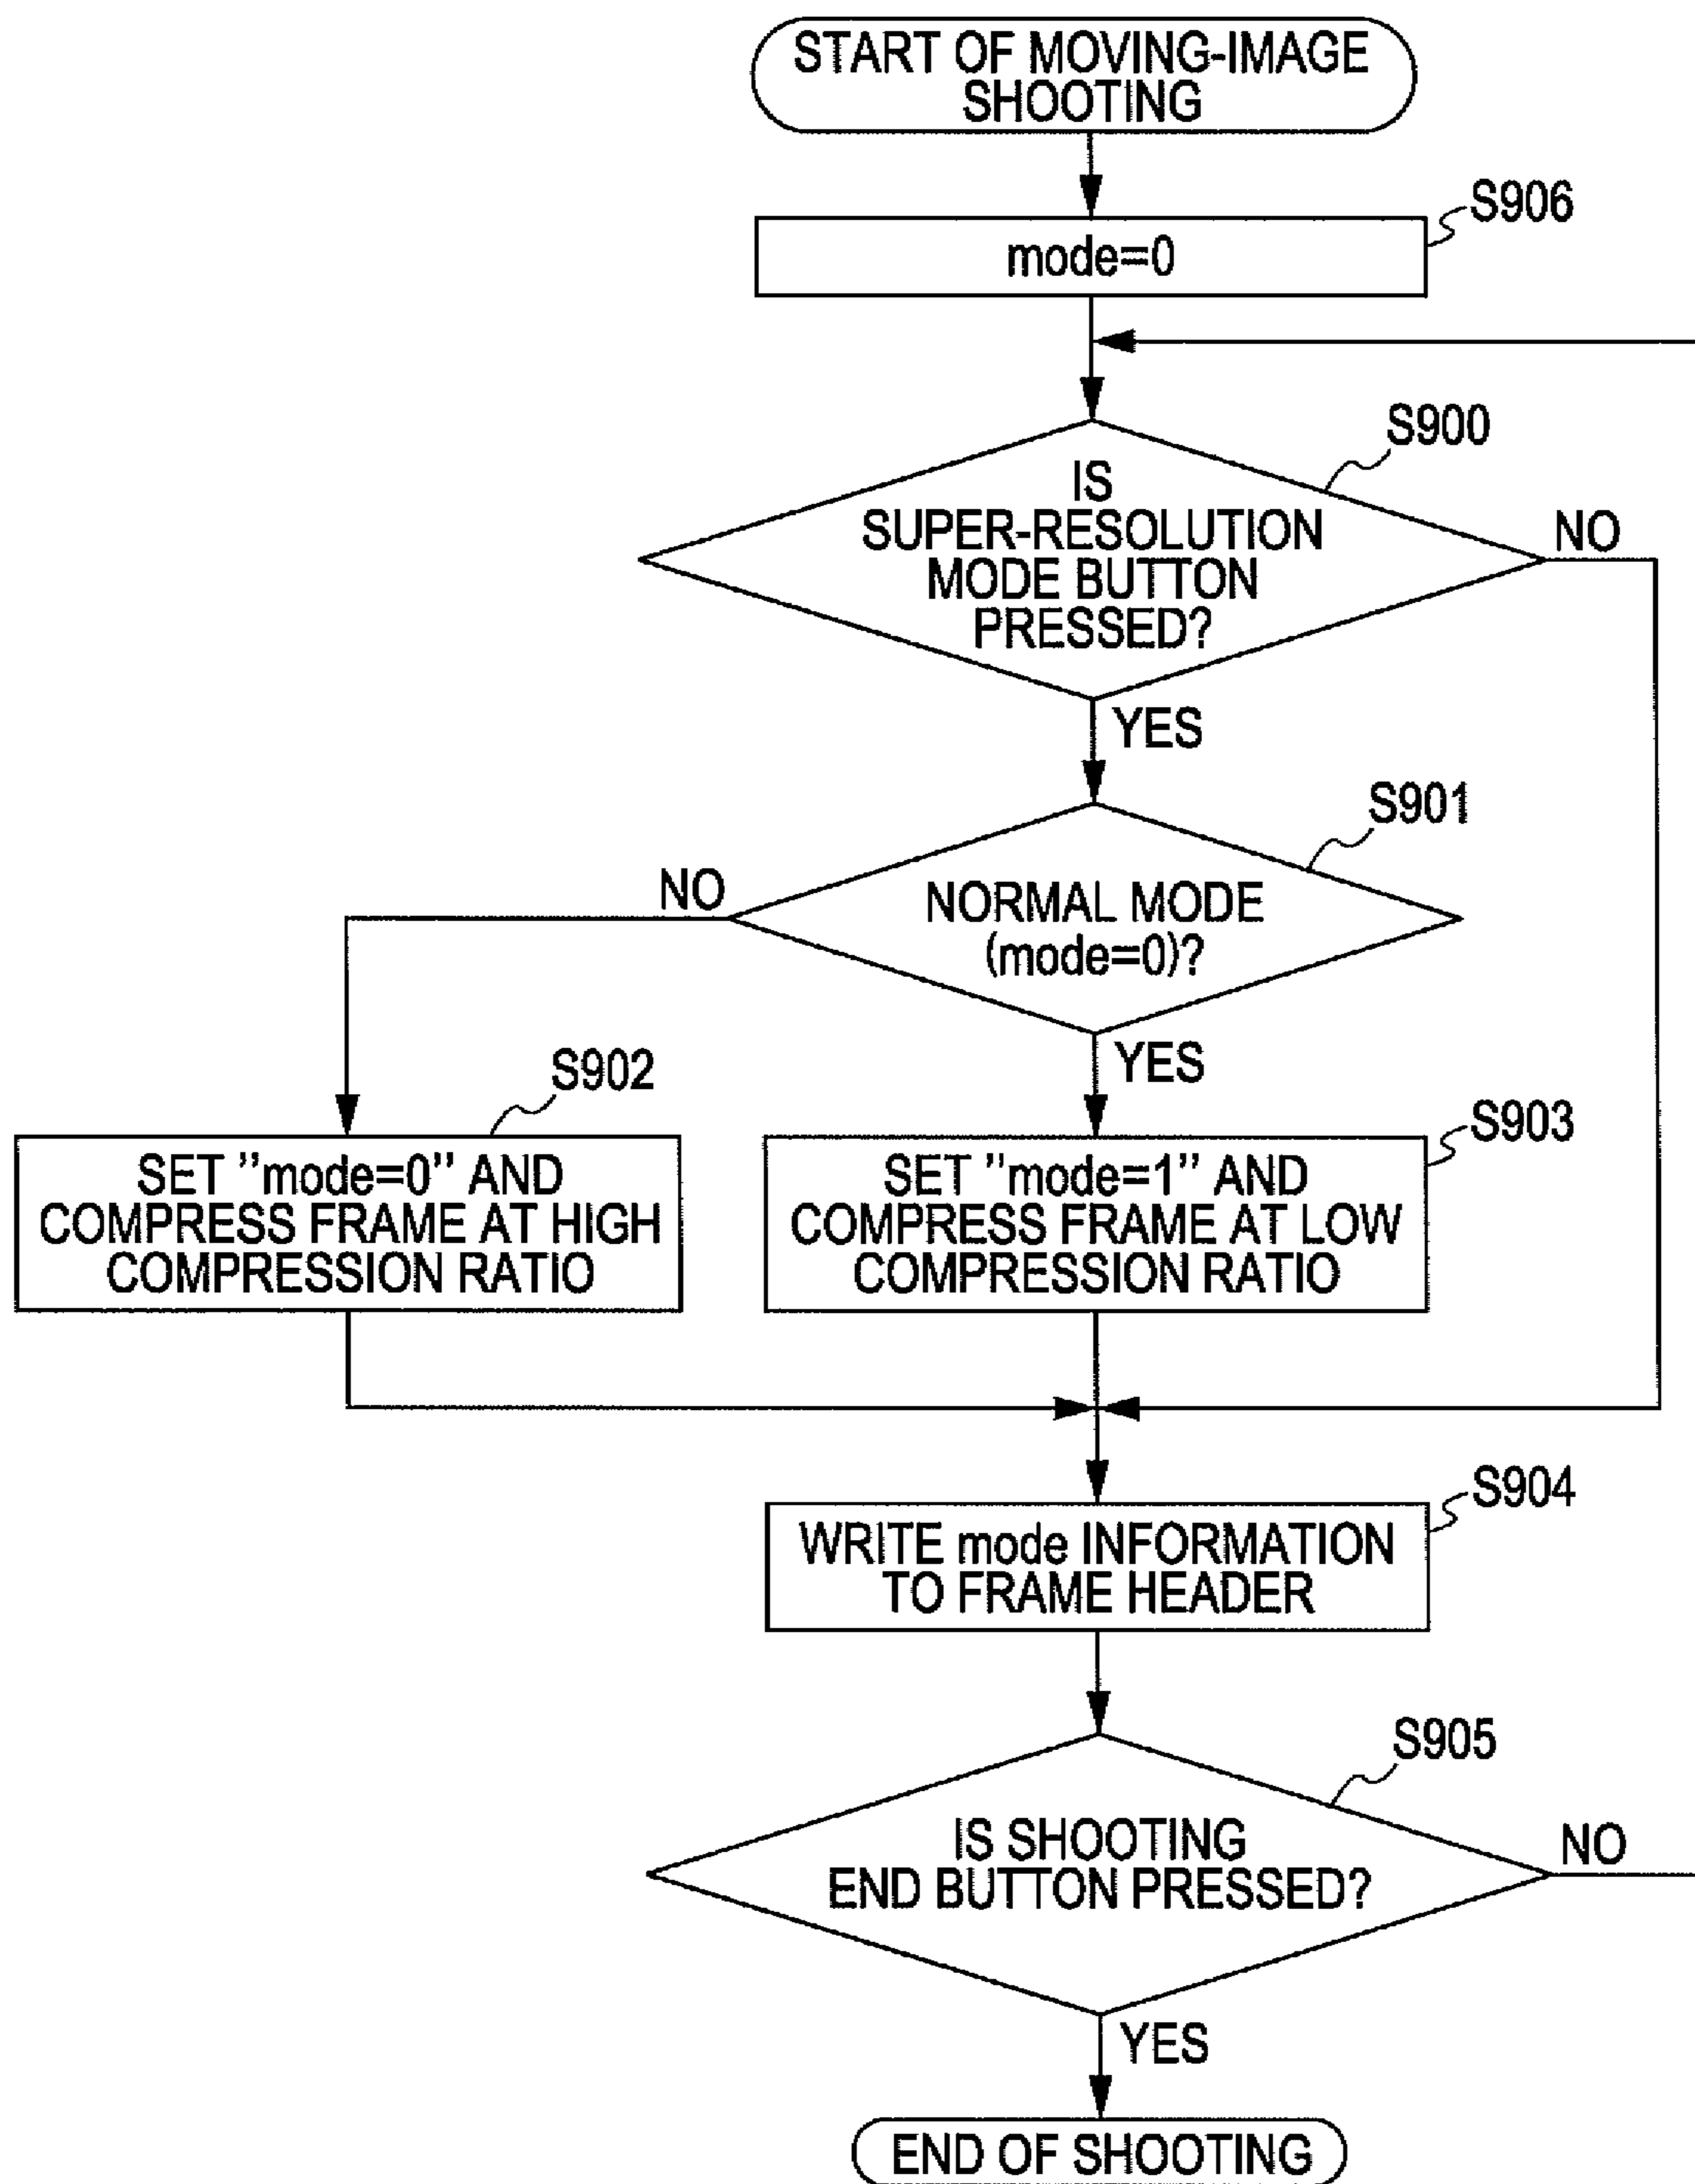 START OF MOVING-IMAGE
SHOOTING
S906
mode=0
S900
IS
SUPER-RESOLUTION
MODE BUTTON
PRESSED?
NO
YES
S901
NO
NORMAL MODE
(mode=0)?
YES
S902
SET "mode=0" AND
COMPRESS FRAME AT HIGH
COMPRESSION RATIO
S903
SET "mode=1" AND
COMPRESS FRAME AT LOW
COMPRESSION RATIO
S904
WRITE mode INFORMATION
TO FRAME HEADER
S905
IS SHOOTING
END BUTTON PRESSED?
NO
YES
END OF SHOOTING